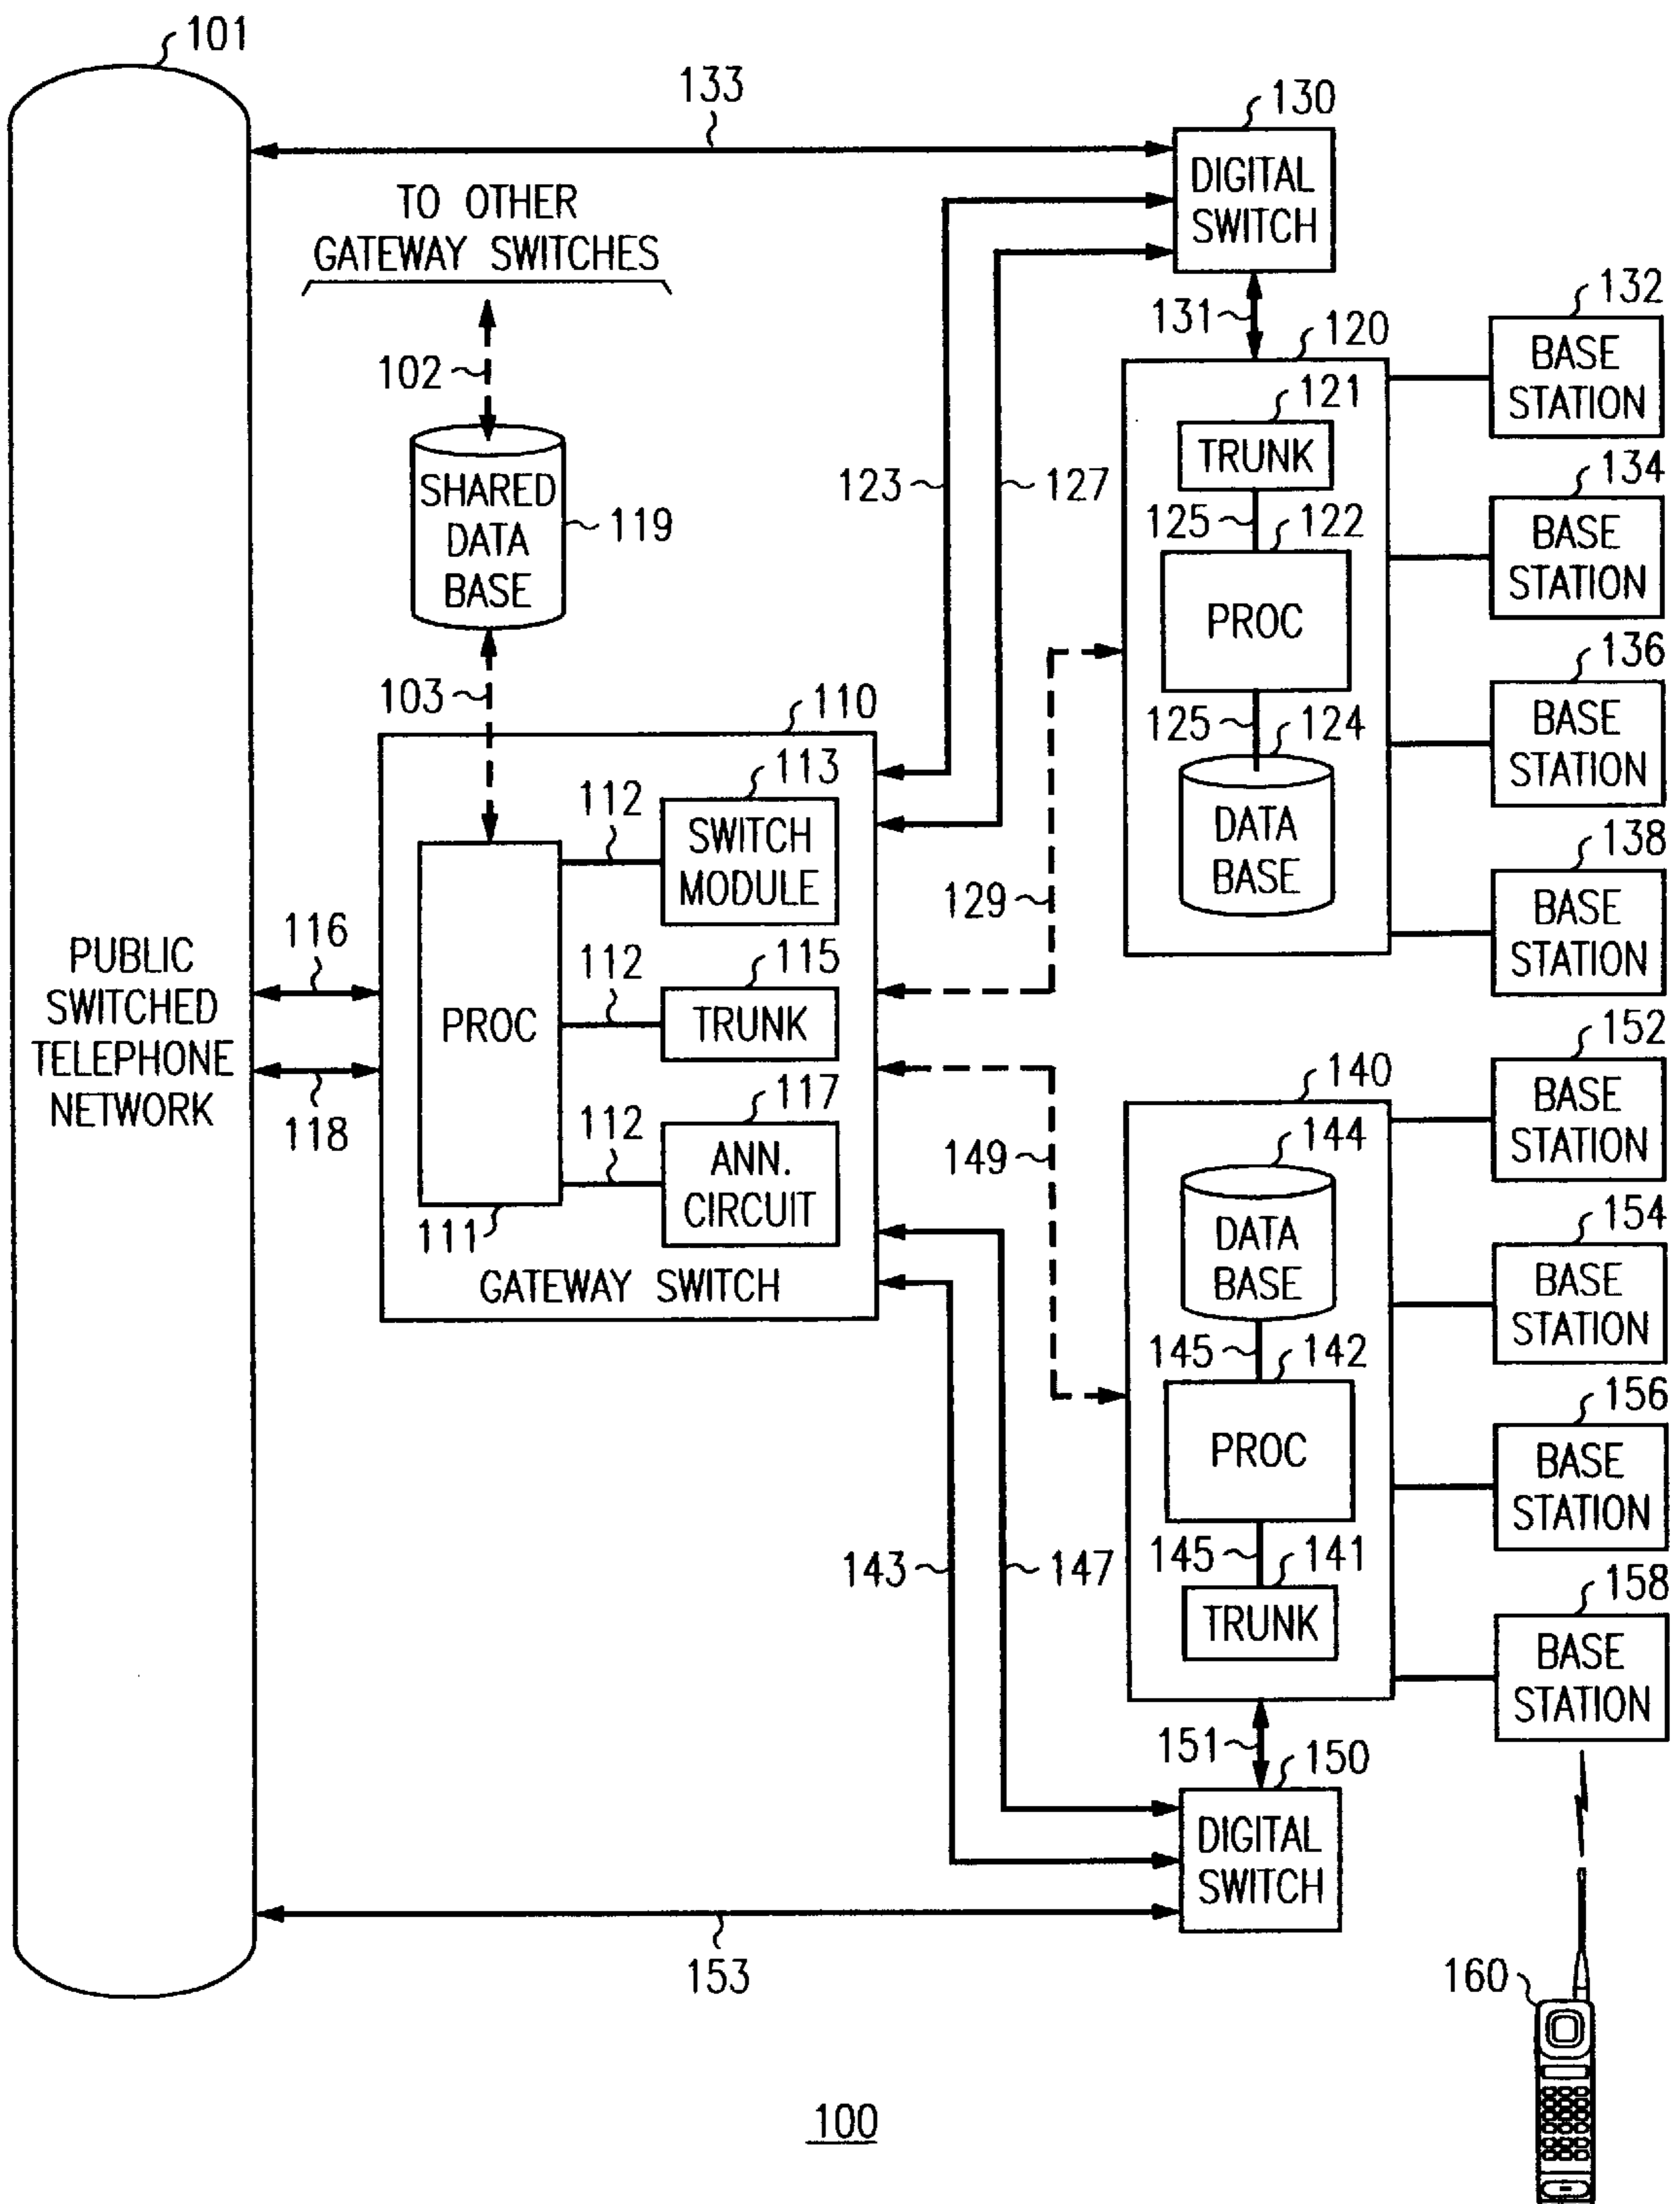 101
133
130
TO OTHER
GATEWAY SWITCHES
DIGITAL
SWITCH
131
120
132
BASE
STATION
102
121
TRUNK
134
BASE
STATION
SHARED
DATA
BASE
119
123
127
125
122
PROC
136
BASE
STATION
103
110
125
124
DATA
BASE
138
BASE
STATION
112
113
SWITCH
MODULE
129
PUBLIC
SWITCHED
TELEPHONE
NETWORK
116
118
PROC
111
112
115
TRUNK
112
117
ANN.
CIRCUIT
GATEWAY SWITCH
149
140
144
DATA
BASE
152
BASE
STATION
154
BASE
STATION
145
142
PROC
156
BASE
STATION
143
147
145
141
TRUNK
158
BASE
STATION
151
150
DIGITAL
SWITCH
153
160
100